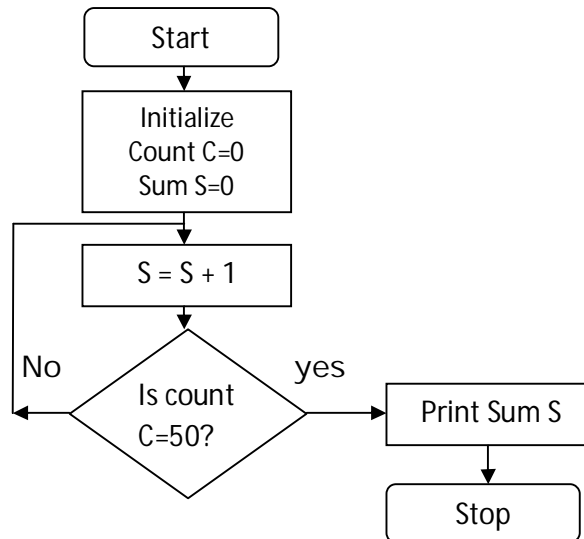 Start
Initialize
Count C=0
Sum S=0
S = S + 1
No
yes
Is count
C=50?
Print Sum S
Stop